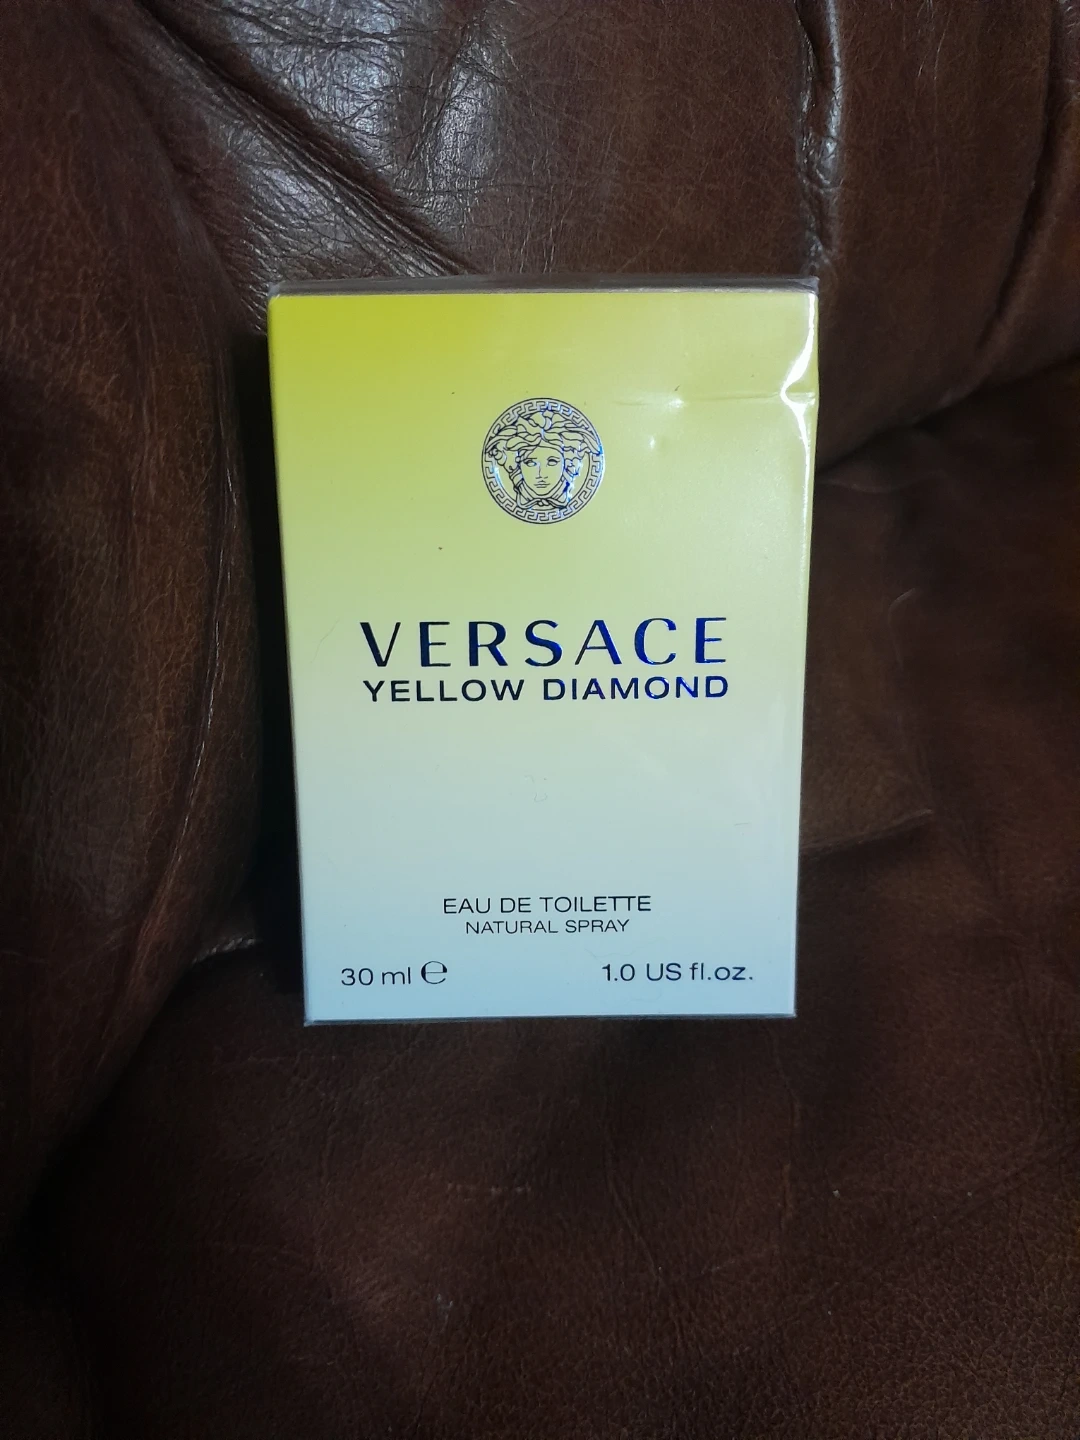 VERSACE
YELLOW DIAMOND
EAU DE TOILETTE
NATURAL SPRAY
30 ml ℮
1.0 US fl.oz.